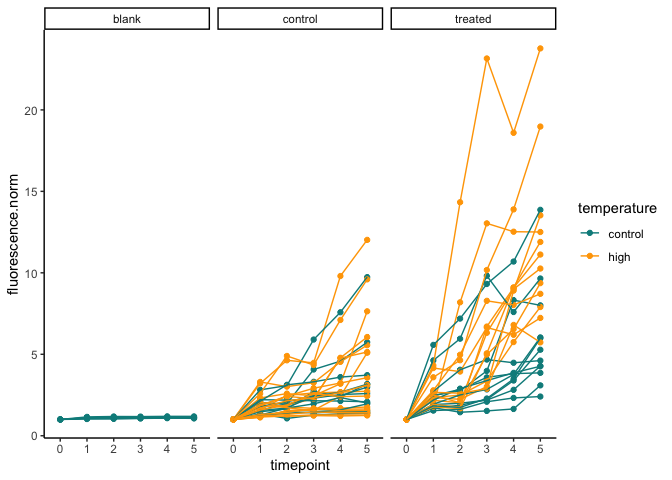 blank control treated
fluorescence.norm
20
15
10
5
0
0 1 2 3 4 5 0 1 2 3 4 5 0 1 2 3 4 5
timepoint
temperature
control
high